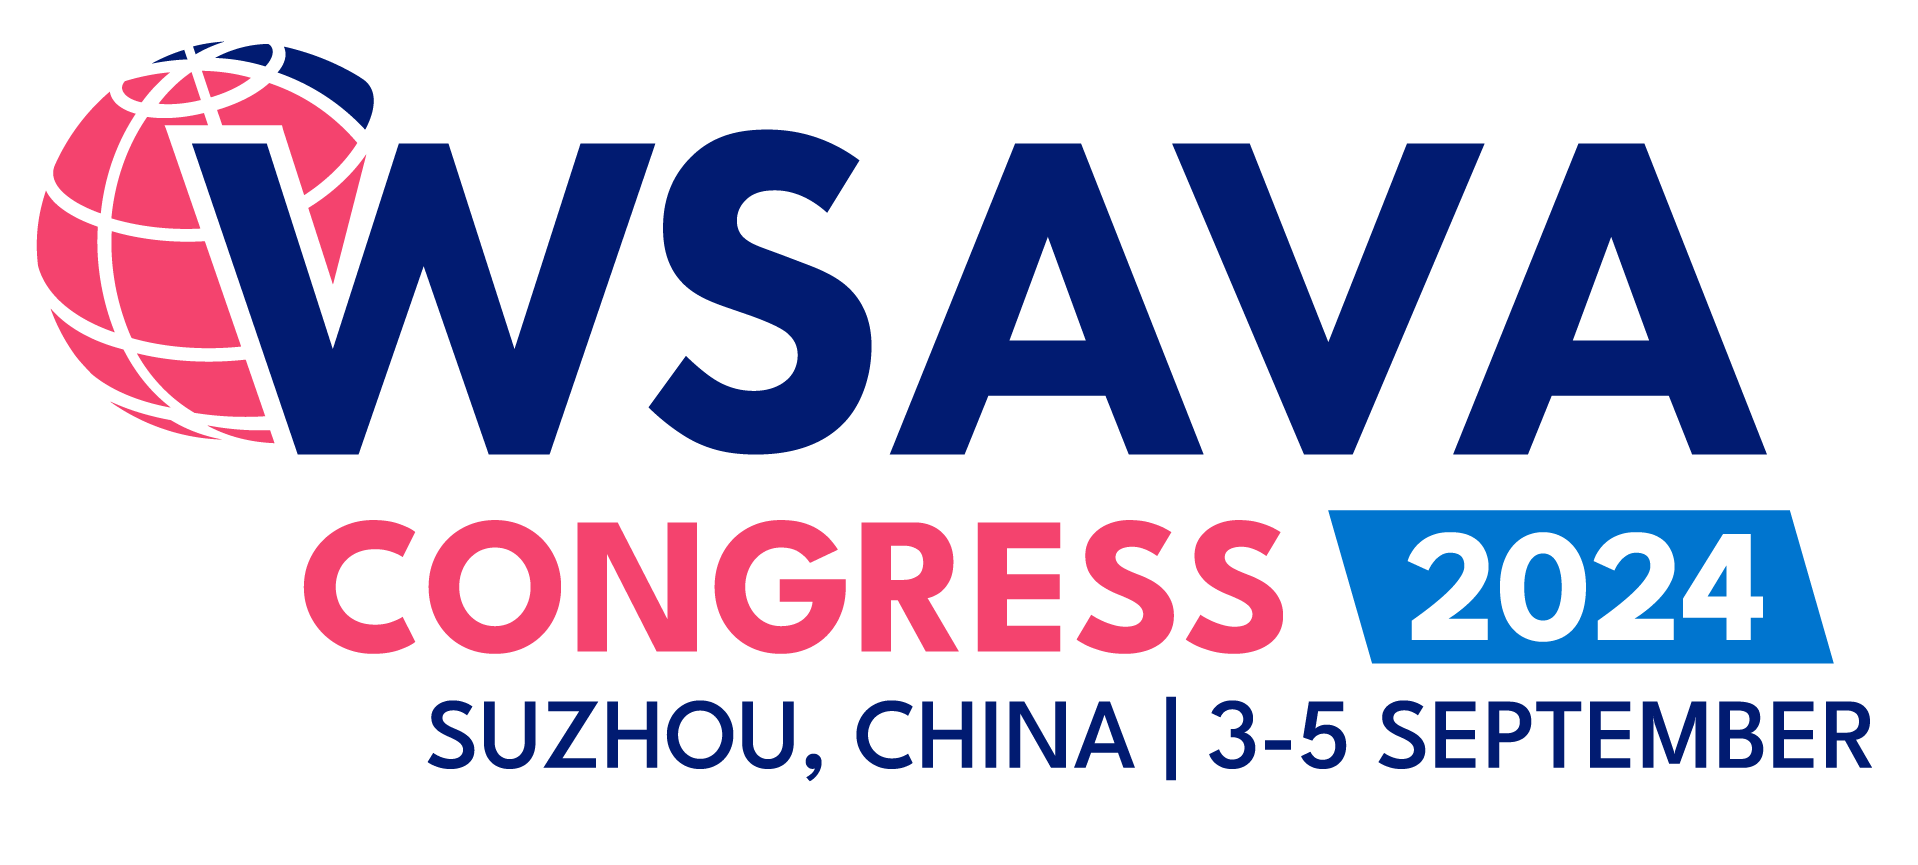 WSAVA
CONGRESS 2024
SUZHOU, CHINA | 3-5 SEPTEMBER